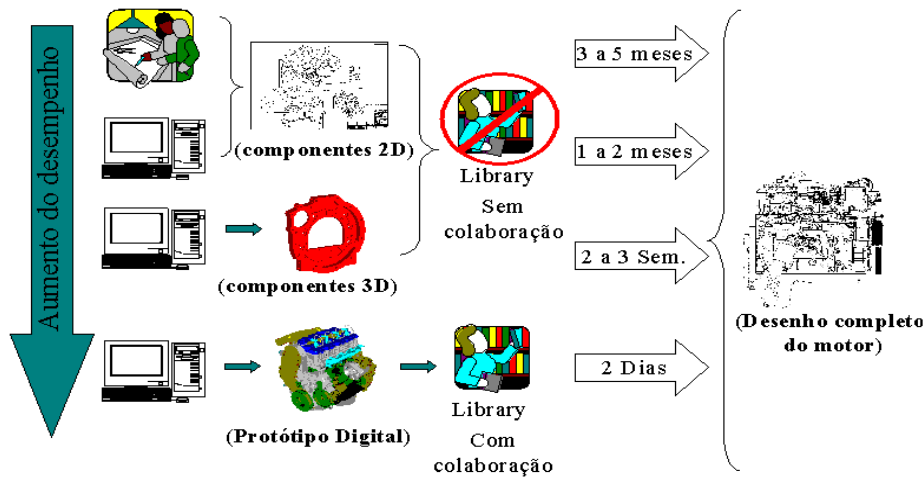 Aumento do desempenho
(componentes 2D)
(componentes 3D)
(Protótipo Digital)
Library
Sem
colaboração
Library
Com
colaboração
3 a 5 meses
1 a 2 meses
2 a 3 Sem.
2 Dias
(Desenho completo
do motor)